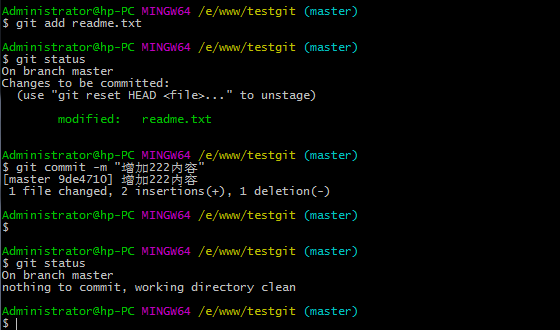 Administrator@hp-PC MINGW64 /e/www/testgit (master)
$ git add readme.txt
Administrator@hp-PC MINGW64 /e/www/testgit (master)
$ git status
On branch master
Changes to be committed:
  (use "git reset HEAD <file>..." to unstage)
        modified:   readme.txt
Administrator@hp-PC MINGW64 /e/www/testgit (master)
$ git commit -m "增加222内容"
[master 9de4710] 增加222内容
 1 file changed, 2 insertions(+), 1 deletion(-)
Administrator@hp-PC MINGW64 /e/www/testgit (master)
$
Administrator@hp-PC MINGW64 /e/www/testgit (master)
$ git status
On branch master
nothing to commit, working directory clean
Administrator@hp-PC MINGW64 /e/www/testgit (master)
$